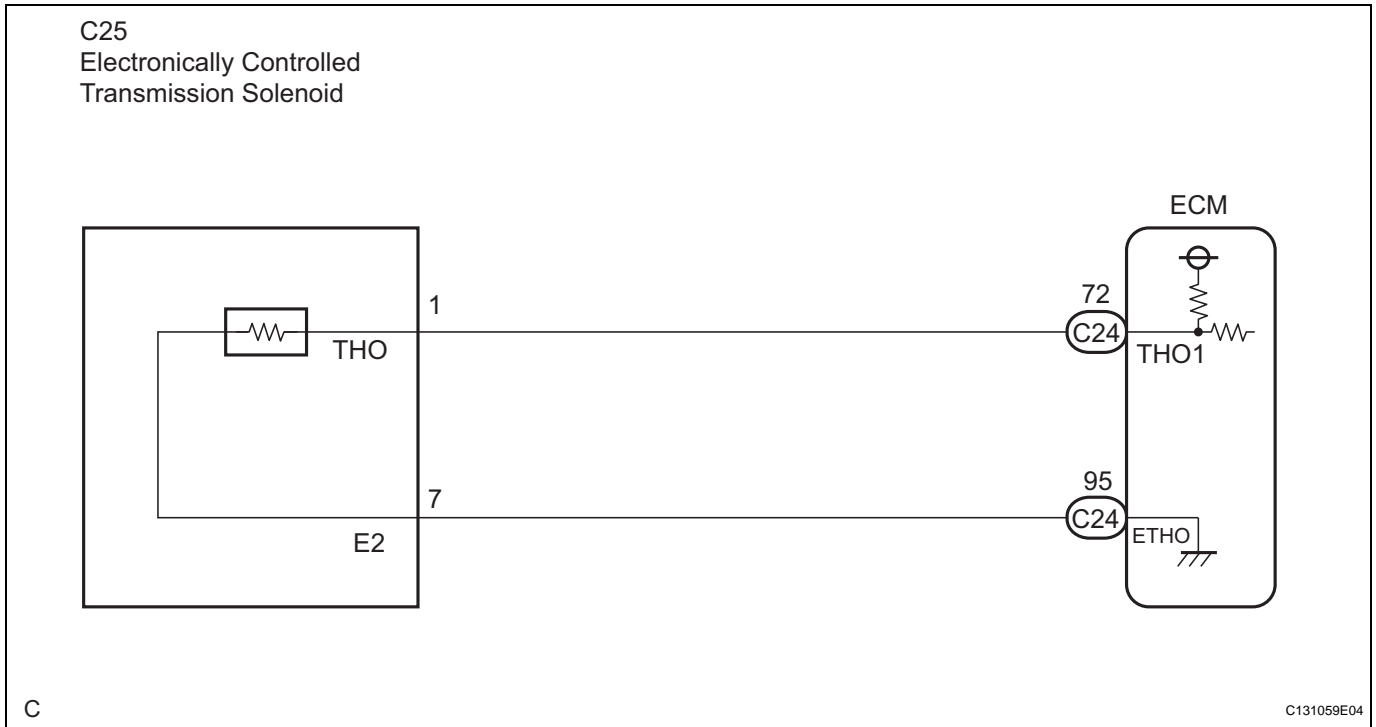 C25
Electronically Controlled
Transmission Solenoid
ECM
1
72
THO
C24
THO1
7
95
E2
C24
ETHO
C
C131059E04